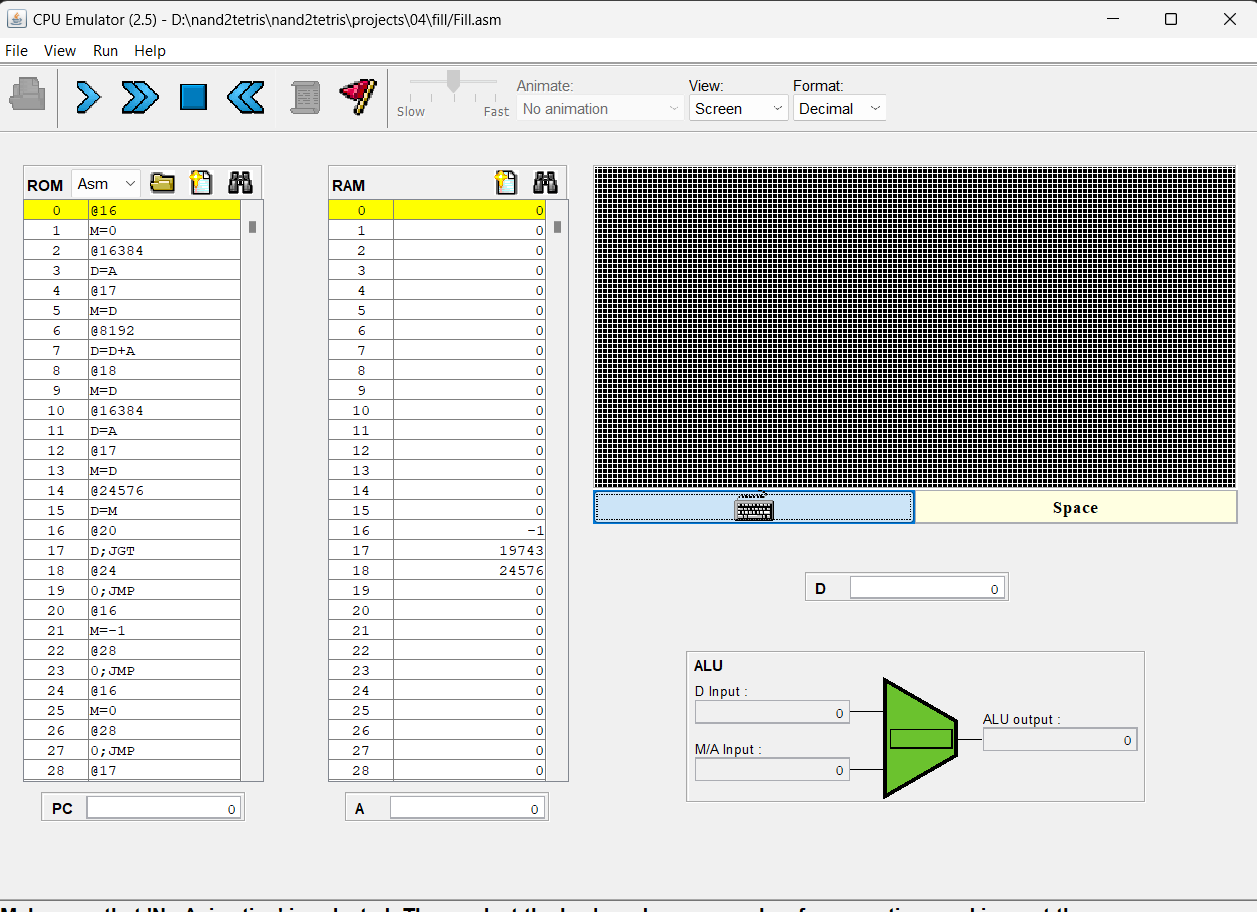 CPU Emulator (2.5) - D:\nand2tetris\nand2tetris\projects\04\fill/Fill.asm
File View Run Help
Slow Fast
Animate:
No animation
View:
Screen
Format:
Decimal
ROM Asm
0 @16
1 M=0
2 @16384
3 D=A
4 @17
5 M=D
6 @8192
7 D=D+A
8 @18
9 M=D
10 @16384
11 D=A
12 @17
13 M=D
14 @24576
15 D=M
16 @20
17 D;JGT
18 @24
19 0;JMP
20 @16
21 M=-1
22 @28
23 0;JMP
24 @16
25 M=0
26 @28
27 0;JMP
28 @17
PC 0
RAM
0 0
1 0
2 0
3 0
4 0
5 0
6 0
7 0
8 0
9 0
10 0
11 0
12 0
13 0
14 0
15 0
16 -1
17 19743
18 24576
19 0
20 0
21 0
22 0
23 0
24 0
25 0
26 0
27 0
28 0
A 0
Space
D 0
ALU
D Input :
0
M/A Input :
0
ALU output :
0